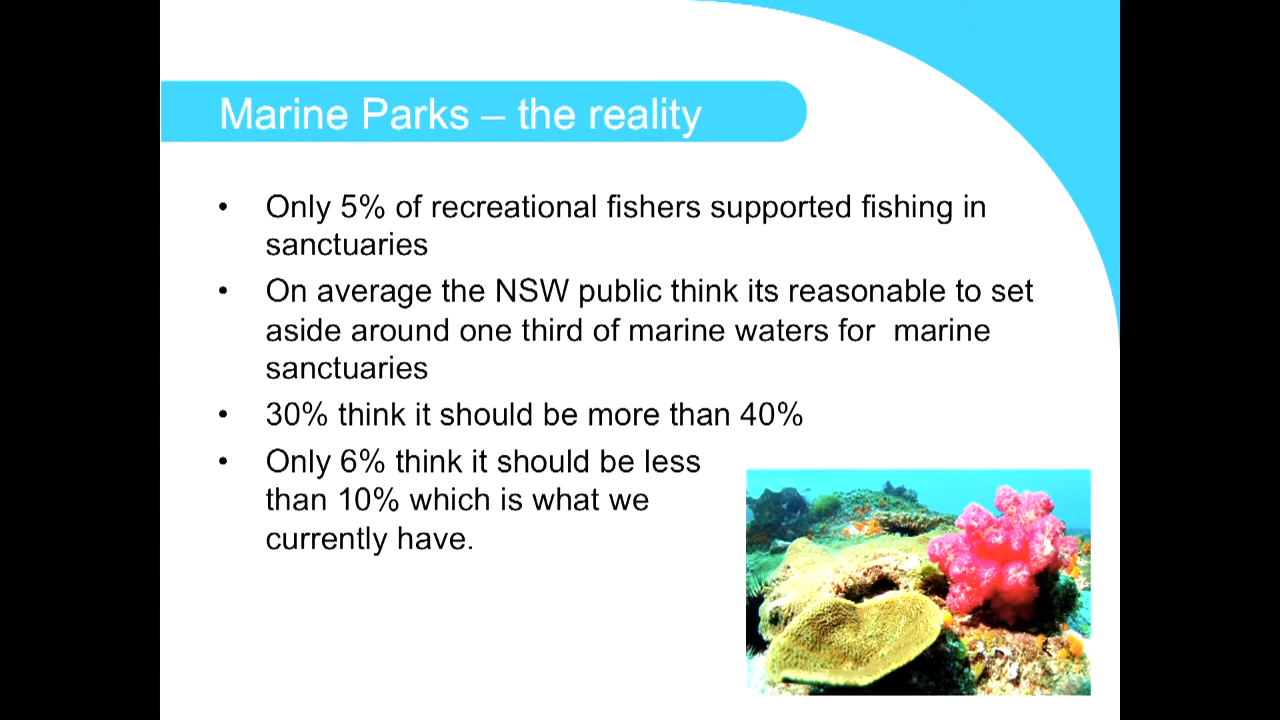 Marine Parks – the reality
• Only 5% of recreational fishers supported fishing in
sanctuaries
• On average the NSW public think its reasonable to set
aside around one third of marine waters for  marine
sanctuaries
• 30% think it should be more than 40%
• Only 6% think it should be less
than 10% which is what we
currently have.